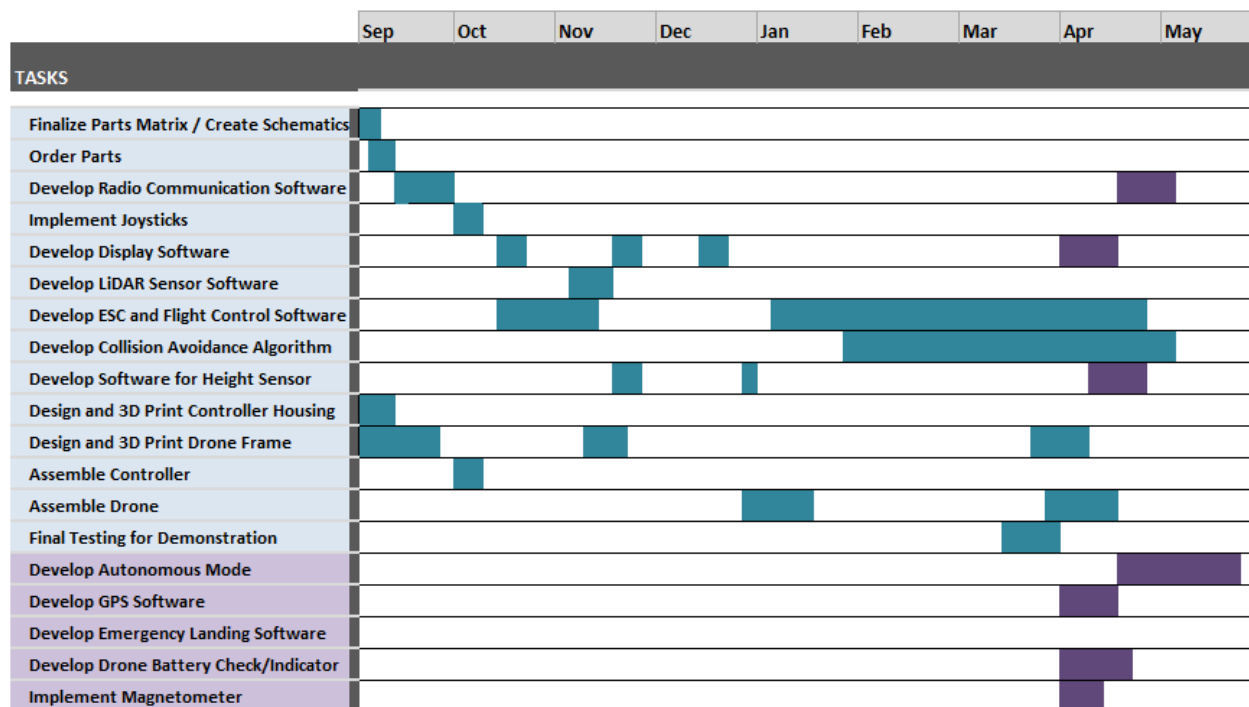 Sep Oct Nov Dec Jan Feb Mar Apr May
TASKS
Finalize Parts Matrix / Create Schematics
Order Parts
Develop Radio Communication Software
Implement Joysticks
Develop Display Software
Develop LiDAR Sensor Software
Develop ESC and Flight Control Software
Develop Collision Avoidance Algorithm
Develop Software for Height Sensor
Design and 3D Print Controller Housing
Design and 3D Print Drone Frame
Assemble Controller
Assemble Drone
Final Testing for Demonstration
Develop Autonomous Mode
Develop GPS Software
Develop Emergency Landing Software
Develop Drone Battery Check/Indicator
Implement Magnetometer